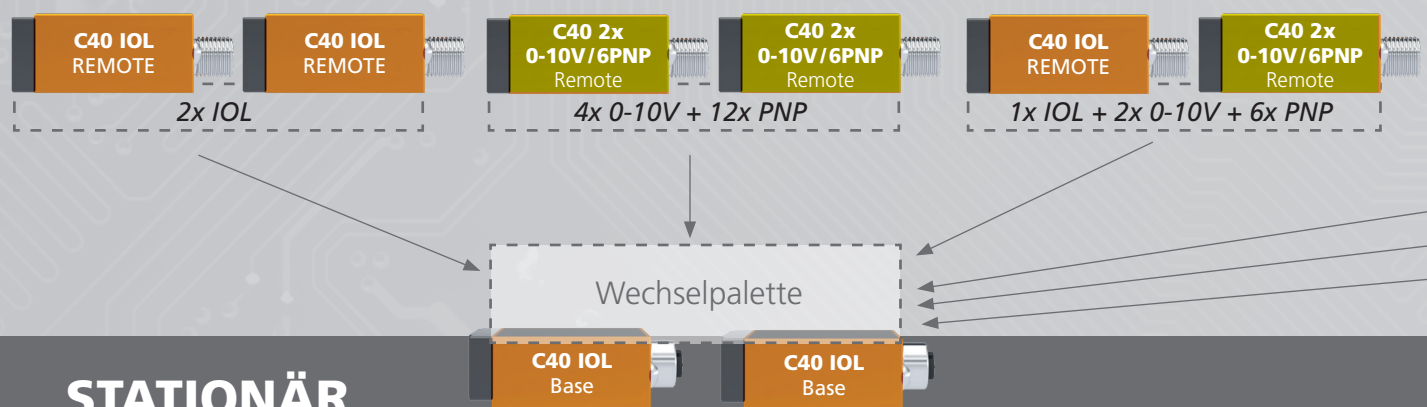 C40 IOL
REMOTE
C40 IOL
REMOTE
2x IOL
C40 2x
0-10V/6PNP
Remote
C40 2x
0-10V/6PNP
Remote
4x 0-10V + 12x PNP
C40 IOL
REMOTE
C40 2x
0-10V/6PNP
Remote
1x IOL + 2x 0-10V + 6x PNP
Wechselpalette
C40 IOL
Base
C40 IOL
Base
STATIONÄR